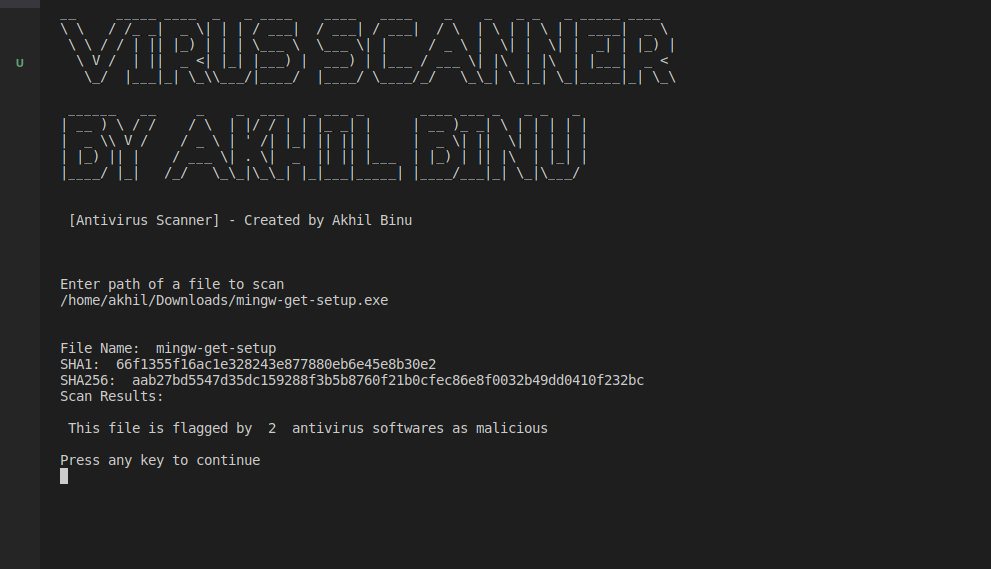 U
VIRUS SCANNER
BY AKHIL BINU
[Antivirus Scanner] - Created by Akhil Binu
Enter path of a file to scan
/home/akhil/Downloads/mingw-get-setup.exe
File Name:  mingw-get-setup
SHA1:  66f1355f16ac1e328243e877880eb6e45e8b30e2
SHA256:  aab27bd5547d35dc159288f3b5b8760f21b0cfec86e8f0032b49dd0410f232bc
Scan Results:
This file is flagged by  2  antivirus softwares as malicious
Press any key to continue